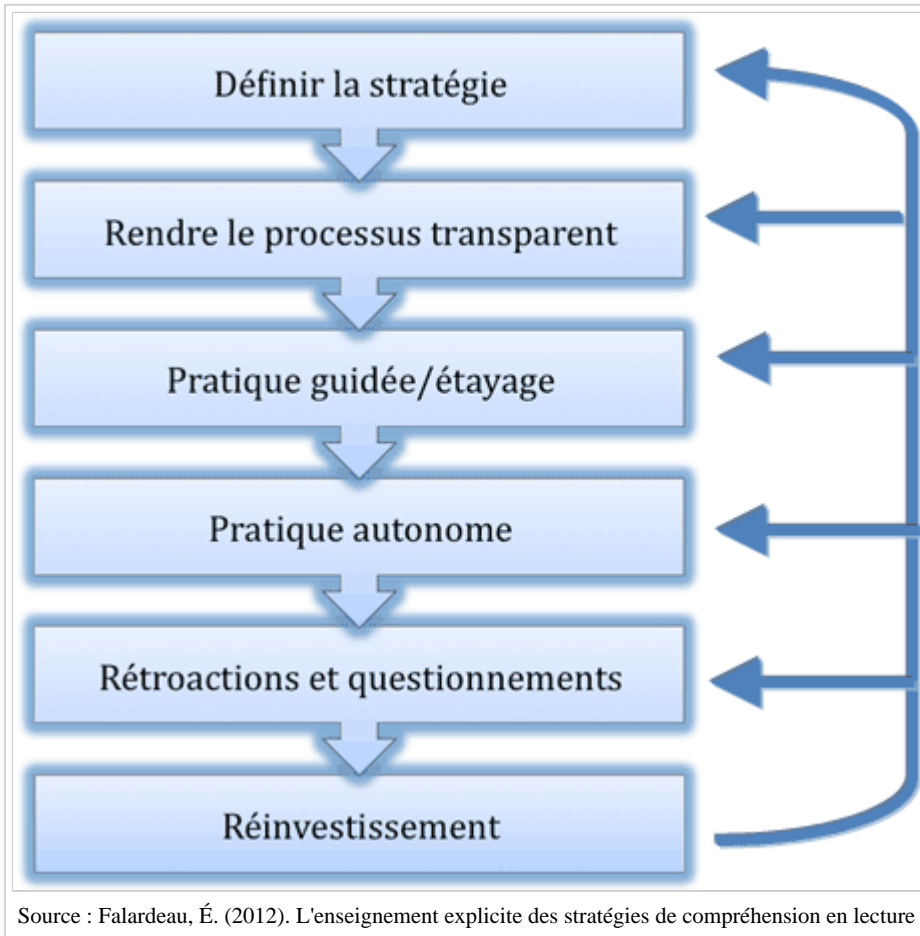 Définir la stratégie
Rendre le processus transparent
Pratique guidée/étayage
Pratique autonome
Rétroactions et questionnements
Réinvestissement
Source : Falardeau, É. (2012). L'enseignement explicite des stratégies de compréhension en lecture